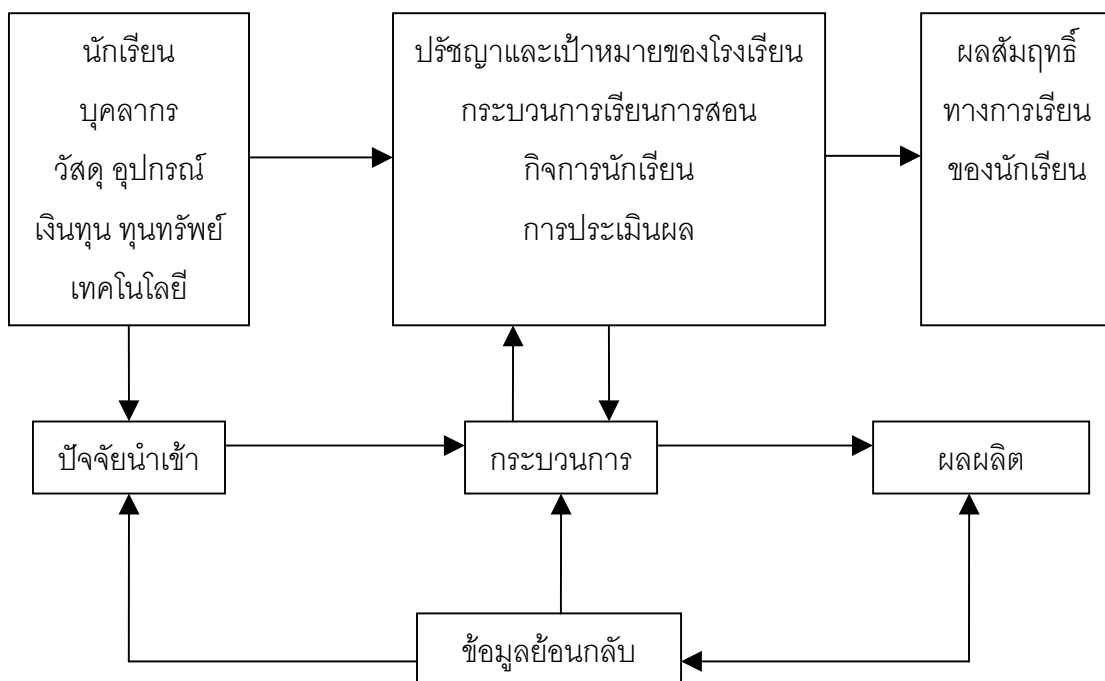 นักเรียน
บุคลากร
วัสดุ อุปกรณ์
เงินทุน ทุนทรัพย์
เทคโนโลยี
ปรัชญาและเป้าหมายของโรงเรียน
กระบวนการเรียนการสอน
กิจการนักเรียน
การประเมินผล
ผลสัมฤทธิ์
ทางการเรียน
ของนักเรียน
ปัจจัยนำเข้า
กระบวนการ
ผลผลิต
ข้อมูลย้อนกลับ